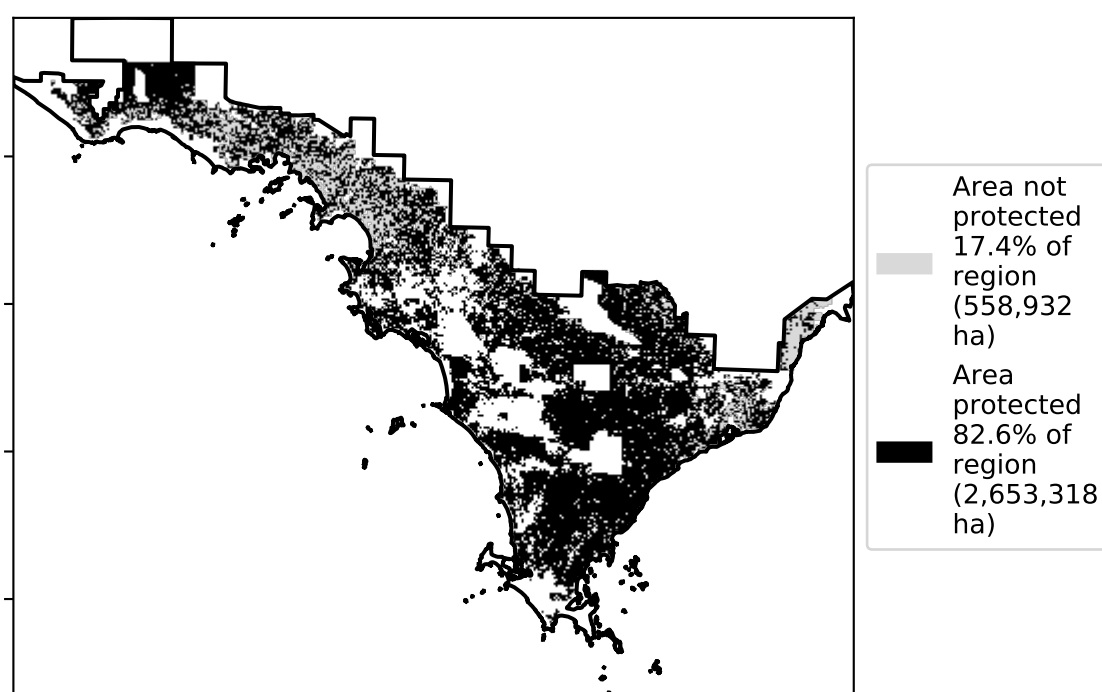 Area not
protected
17.4% of
region
(558,932
ha)
Area
protected
82.6% of
region
(2,653,318
ha)